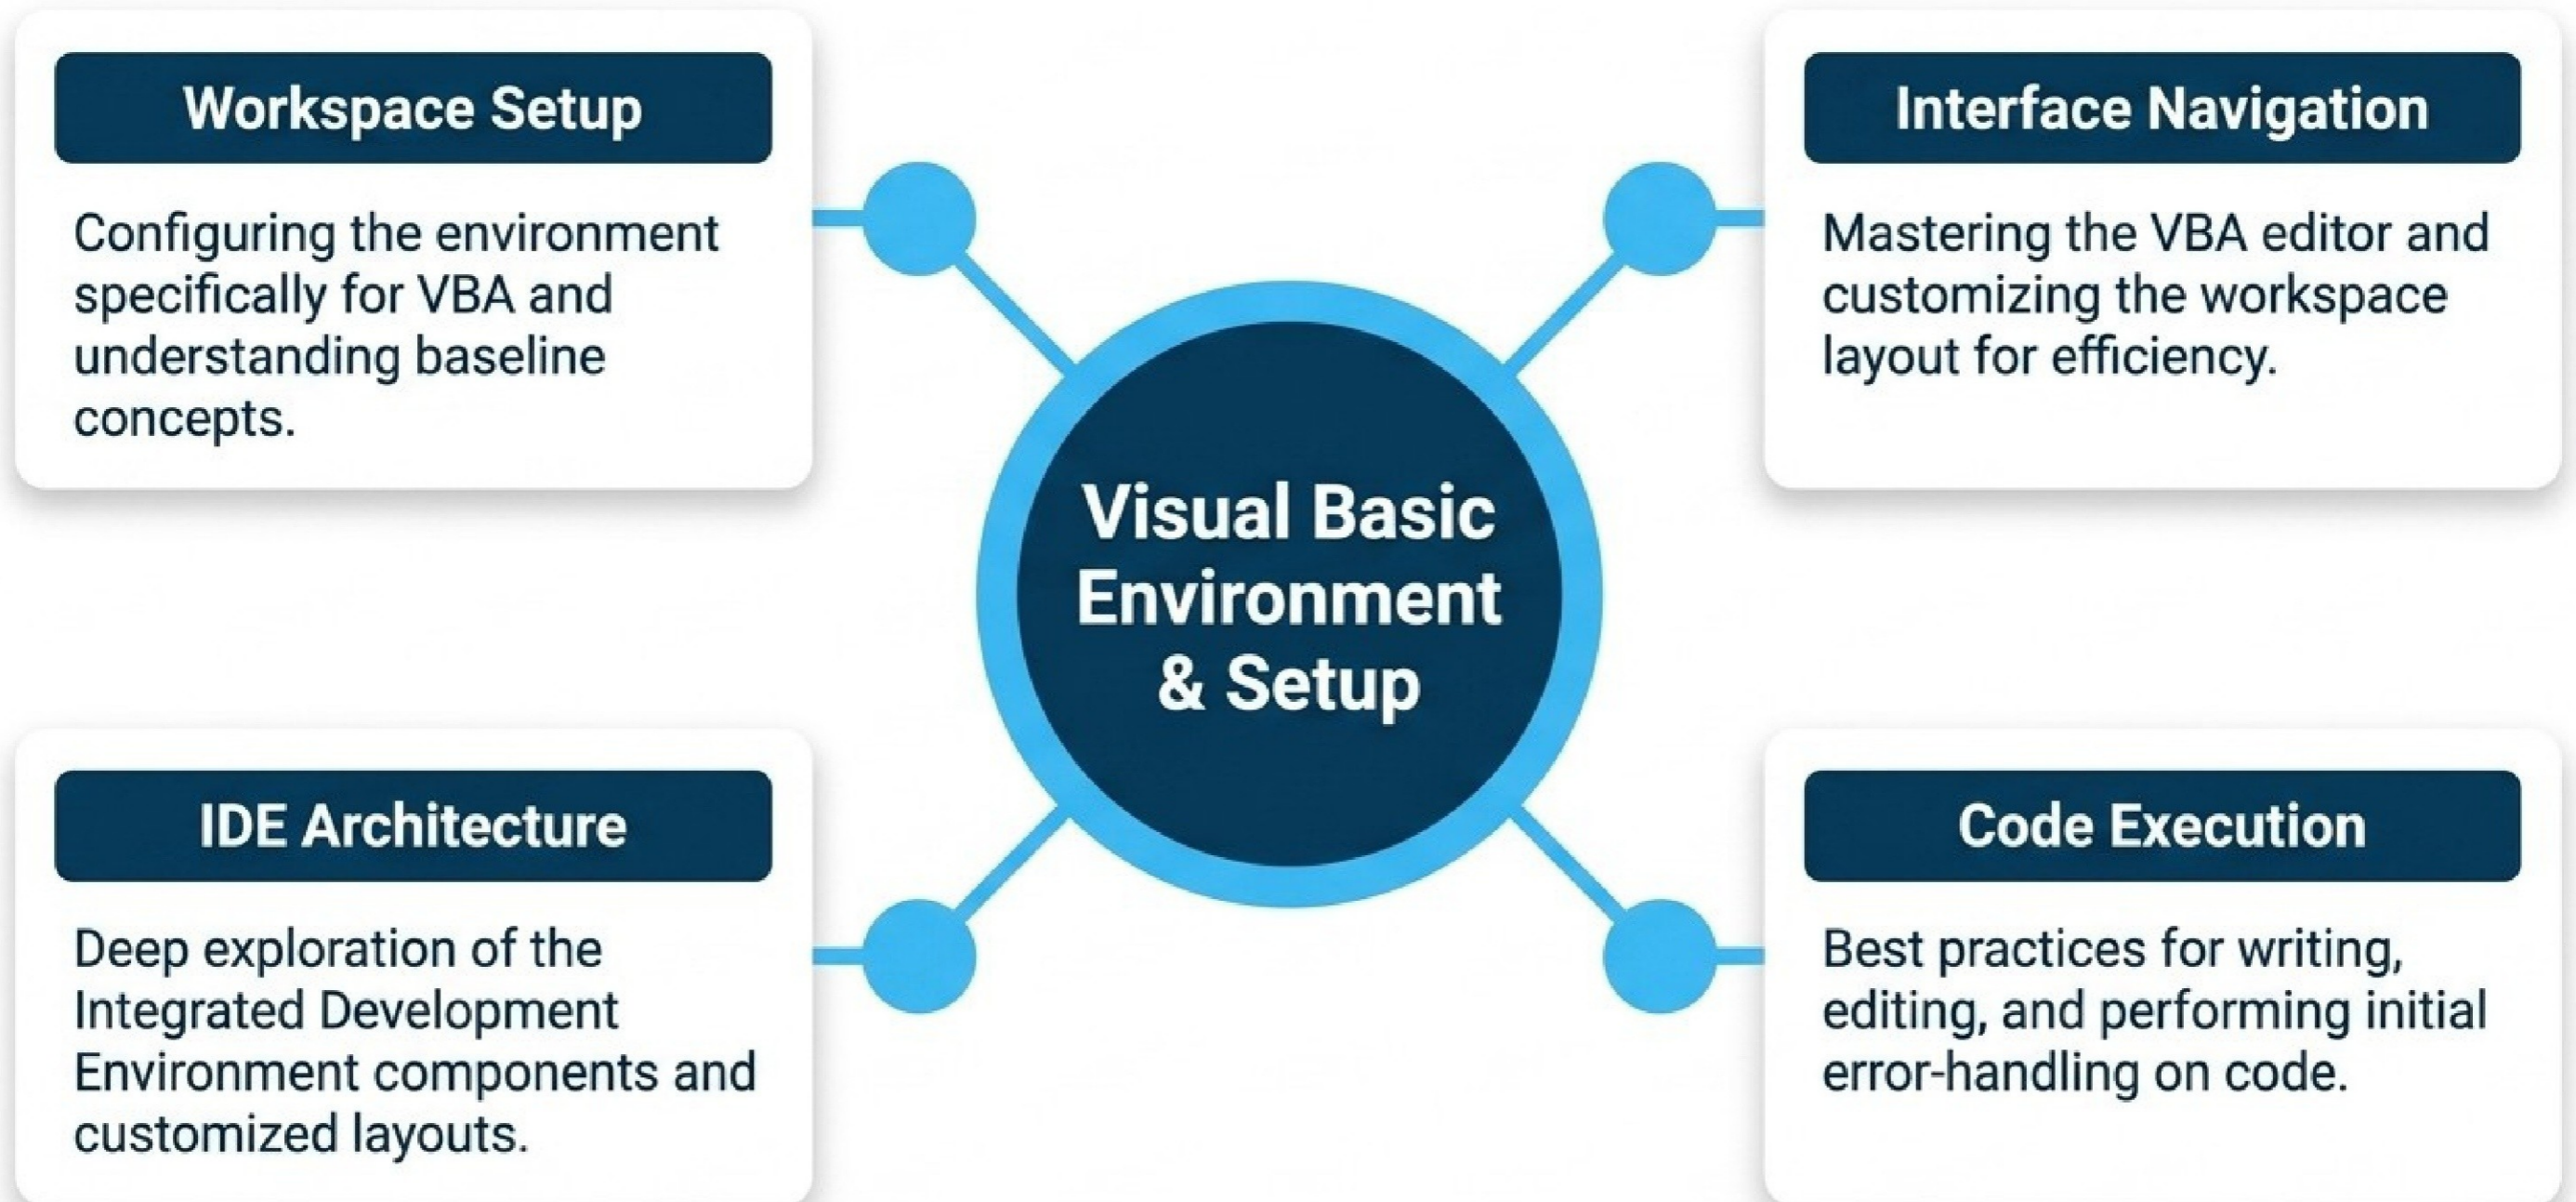 Workspace Setup
Configuring the environment
specifically for VBA and
understanding baseline
concepts.
Interface Navigation
Mastering the VBA editor and
customizing the workspace
layout for efficiency.
Visual Basic
Environment
& Setup
IDE Architecture
Deep exploration of the
Integrated Development
Environment components and
customized layouts.
Code Execution
Best practices for writing,
editing, and performing initial
error-handling on code.